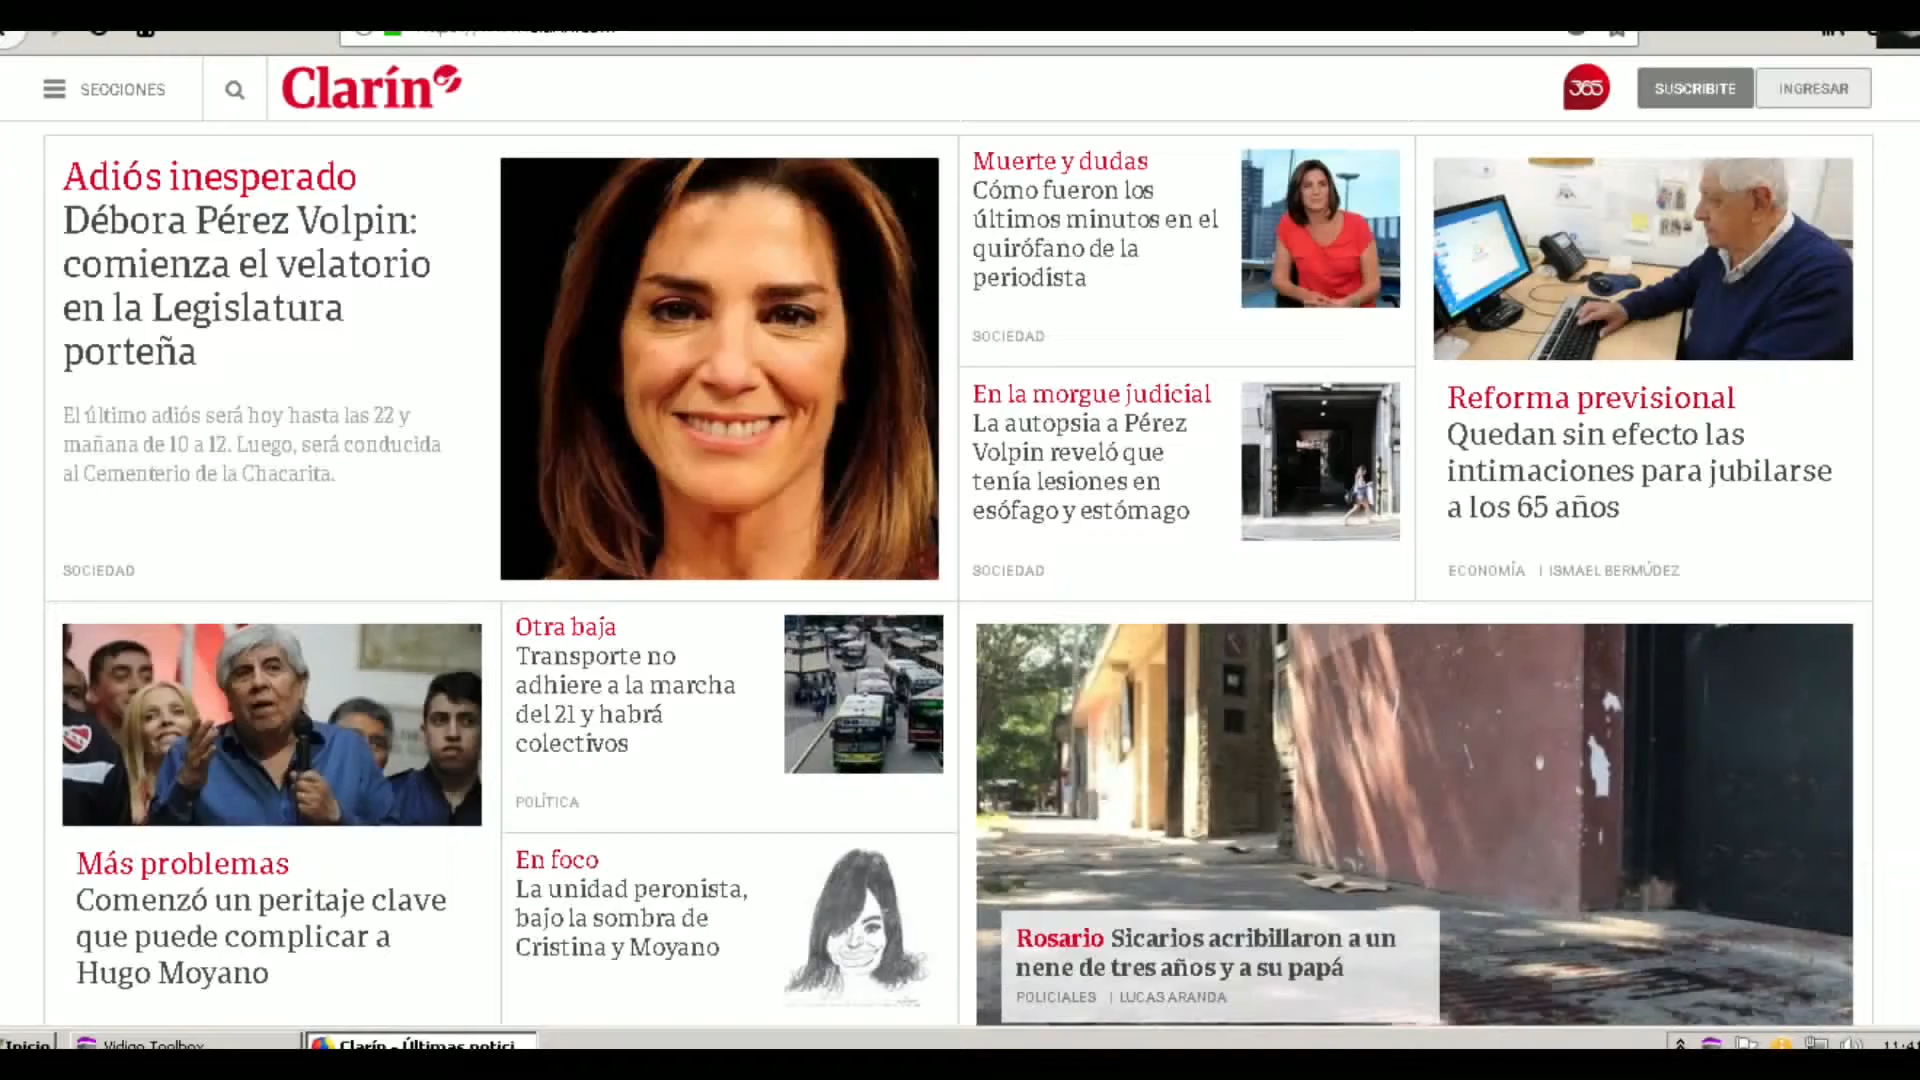 SECCIONES
Clarín
365
SUSCRIBITE
INGRESAR
Adiós inesperado
Débora Pérez Volpin:
comienza el velatorio
en la Legislatura
porteña
El último adiós será hoy hasta las 22 y
mañana de 10 a 12. Luego, será conducida
al Cementerio de la Chacarita.
SOCIEDAD
Muerte y dudas
Cómo fueron los
últimos minutos en el
quirófano de la
periodista
SOCIEDAD
En la morgue judicial
La autopsia a Pérez
Volpin reveló que
tenía lesiones en
esófago y estómago
SOCIEDAD
Reforma previsional
Quedan sin efecto las
intimaciones para jubilarse
a los 65 años
ECONOMÍA | ISMAEL BERMÚDEZ
Más problemas
Comenzó un peritaje clave
que puede complicar a
Hugo Moyano
Otra baja
Transporte no
adhiere a la marcha
del 21 y habrá
colectivos
POLÍTICA
En foco
La unidad peronista,
bajo la sombra de
Cristina y Moyano
Rosario Sicarios acribillaron a un
nene de tres años y a su papá
POLICIALES | LUCAS ARANDA
Inicio
Vidigo Toolbox
Clarín - Últimas notici